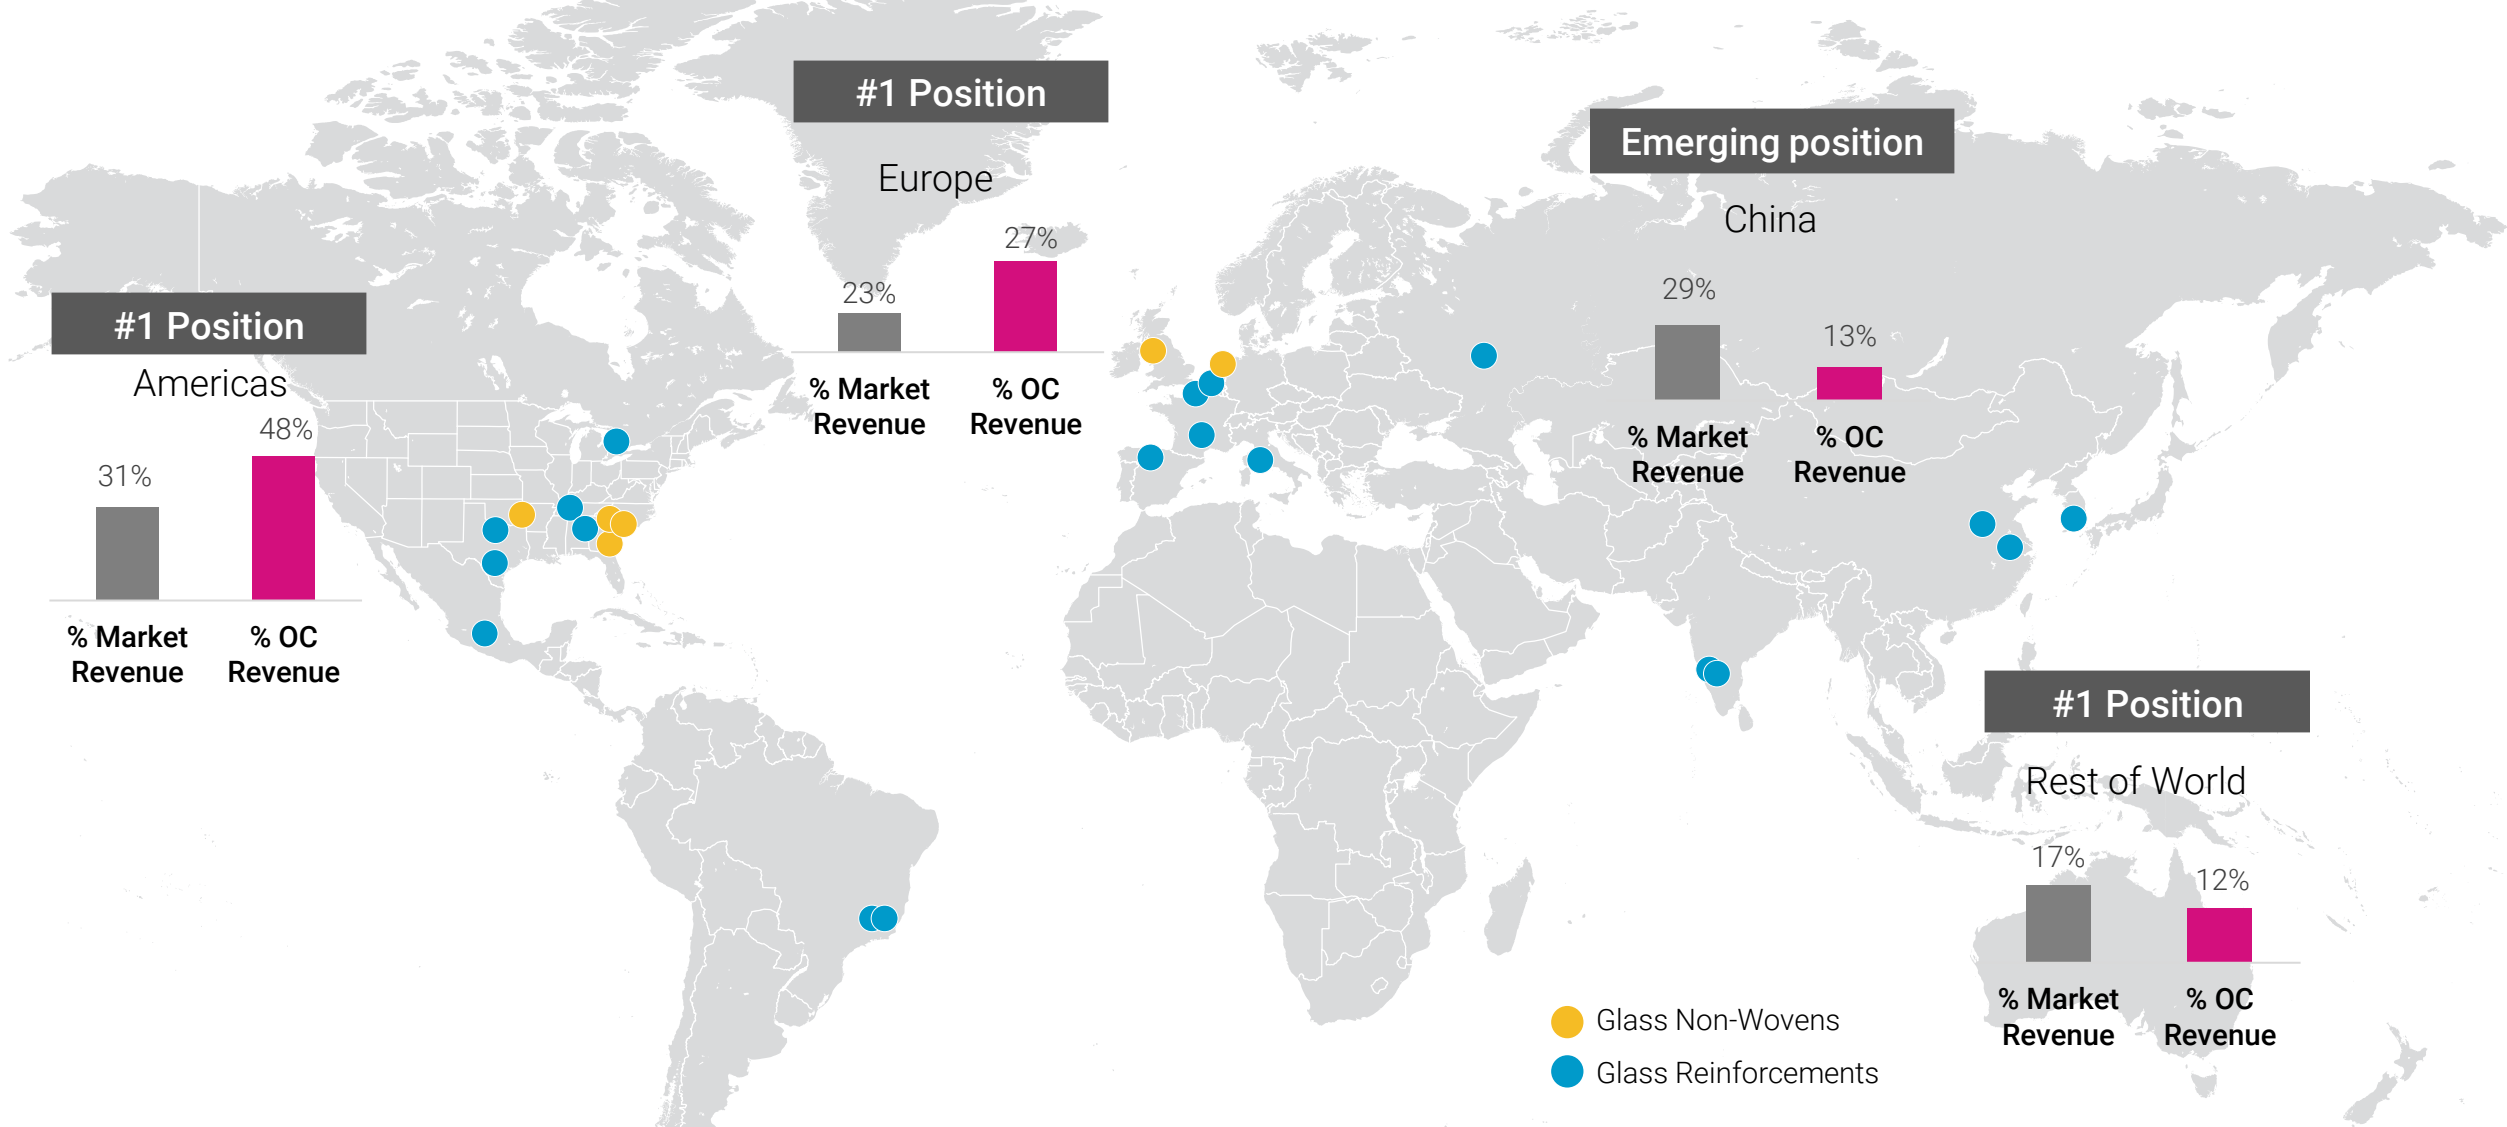 #1 Position
Americas
31%
48%
% Market
Revenue
% OC
Revenue
#1 Position
Europe
23%
27%
% Market
Revenue
% OC
Revenue
Emerging position
China
29%
13%
% Market
Revenue
% OC
Revenue
#1 Position
Rest of World
17%
12%
% Market
Revenue
% OC
Revenue
Glass Non-Wovens
Glass Reinforcements